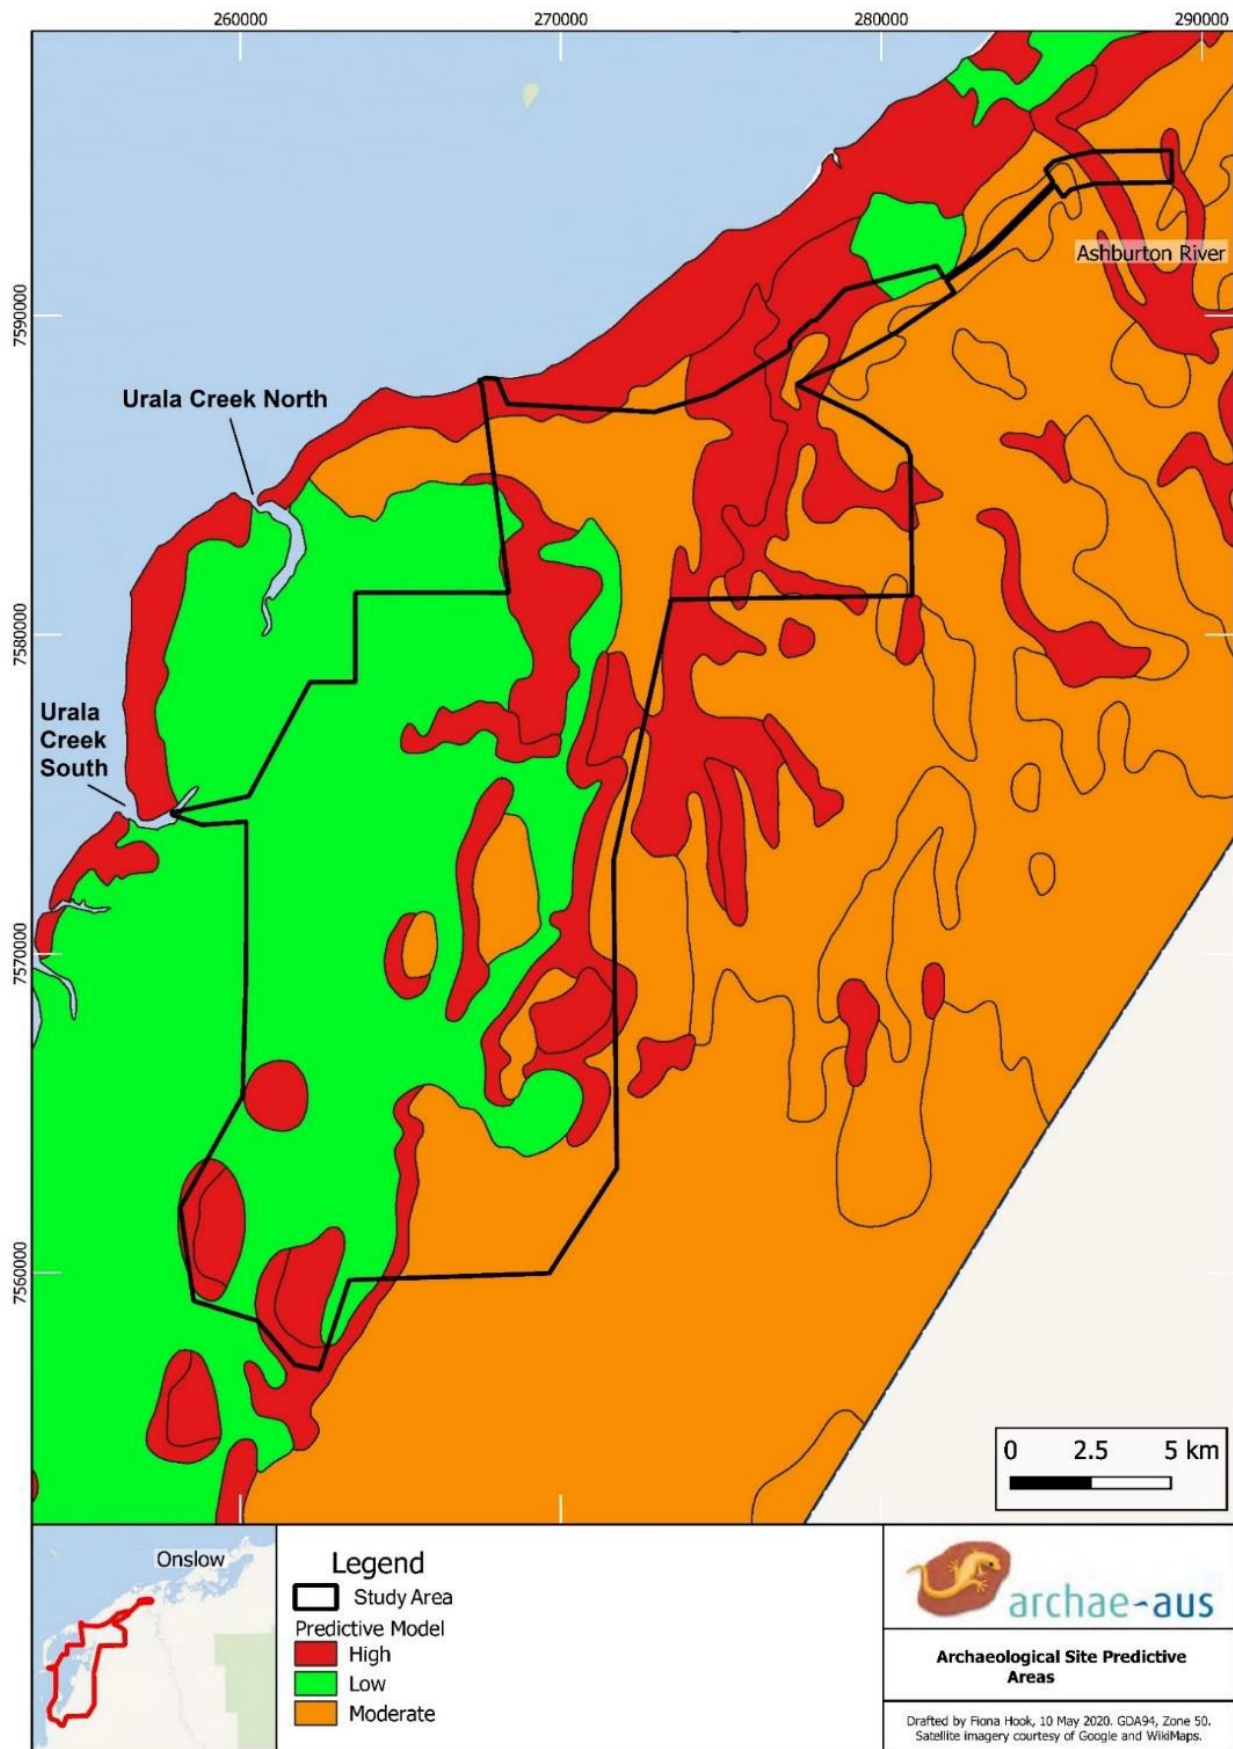 260000
270000
280000
290000
7590000
7580000
7570000
7560000
Ashburton River
Urala Creek North
Urala
Creek
South
0 2.5 5 km
Onslow
Legend
Study Area
Predictive Model
High
Low
Moderate
archae-aus
Archaeological Site Predictive
Areas
Drafted by Fiona Hook, 10 May 2020. GDA94, Zone 50.
Satellite imagery courtesy of Google and WikiMaps.